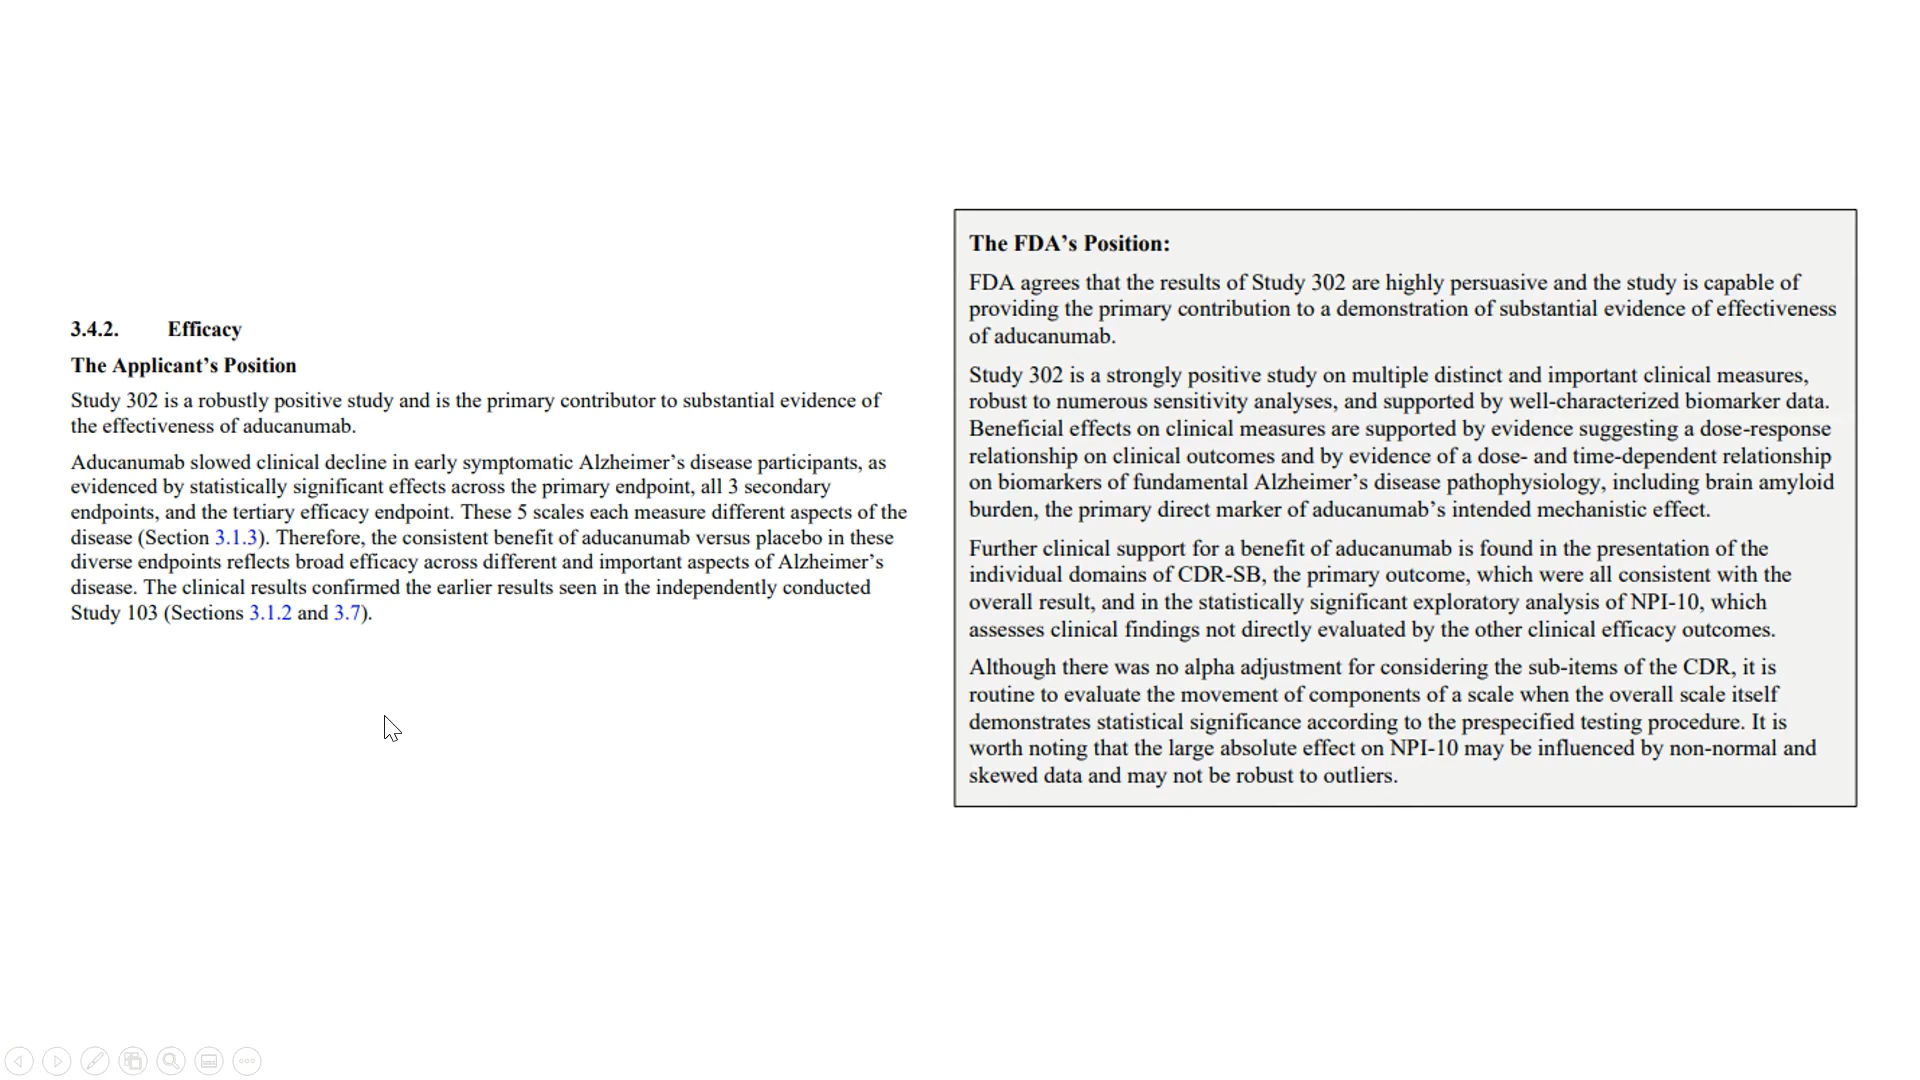 3.4.2. Efficacy
The Applicant's Position
Study 302 is a robustly positive study and is the primary contributor to substantial evidence of
the effectiveness of aducanumab.
Aducanumab slowed clinical decline in early symptomatic Alzheimer's disease participants, as
evidenced by statistically significant effects across the primary endpoint, all 3 secondary
endpoints, and the tertiary efficacy endpoint. These 5 scales each measure different aspects of the
disease (Section 3.1.3). Therefore, the consistent benefit of aducanumab versus placebo in these
diverse endpoints reflects broad efficacy across different and important aspects of Alzheimer's
disease. The clinical results confirmed the earlier results seen in the independently conducted
Study 103 (Sections 3.1.2 and 3.7).
The FDA's Position:
FDA agrees that the results of Study 302 are highly persuasive and the study is capable of
providing the primary contribution to a demonstration of substantial evidence of effectiveness
of aducanumab.
Study 302 is a strongly positive study on multiple distinct and important clinical measures,
robust to numerous sensitivity analyses, and supported by well-characterized biomarker data.
Beneficial effects on clinical measures are supported by evidence suggesting a dose-response
relationship on clinical outcomes and by evidence of a dose- and time-dependent relationship
on biomarkers of fundamental Alzheimer's disease pathophysiology, including brain amyloid
burden, the primary direct marker of aducanumab's intended mechanistic effect.
Further clinical support for a benefit of aducanumab is found in the presentation of the
individual domains of CDR-SB, the primary outcome, which were all consistent with the
overall result, and in the statistically significant exploratory analysis of NPI-10, which
assesses clinical findings not directly evaluated by the other clinical efficacy outcomes.
Although there was no alpha adjustment for considering the sub-items of the CDR, it is
routine to evaluate the movement of components of a scale when the overall scale itself
demonstrates statistical significance according to the prespecified testing procedure. It is
worth noting that the large absolute effect on NPI-10 may be influenced by non-normal and
skewed data and may not be robust to outliers.